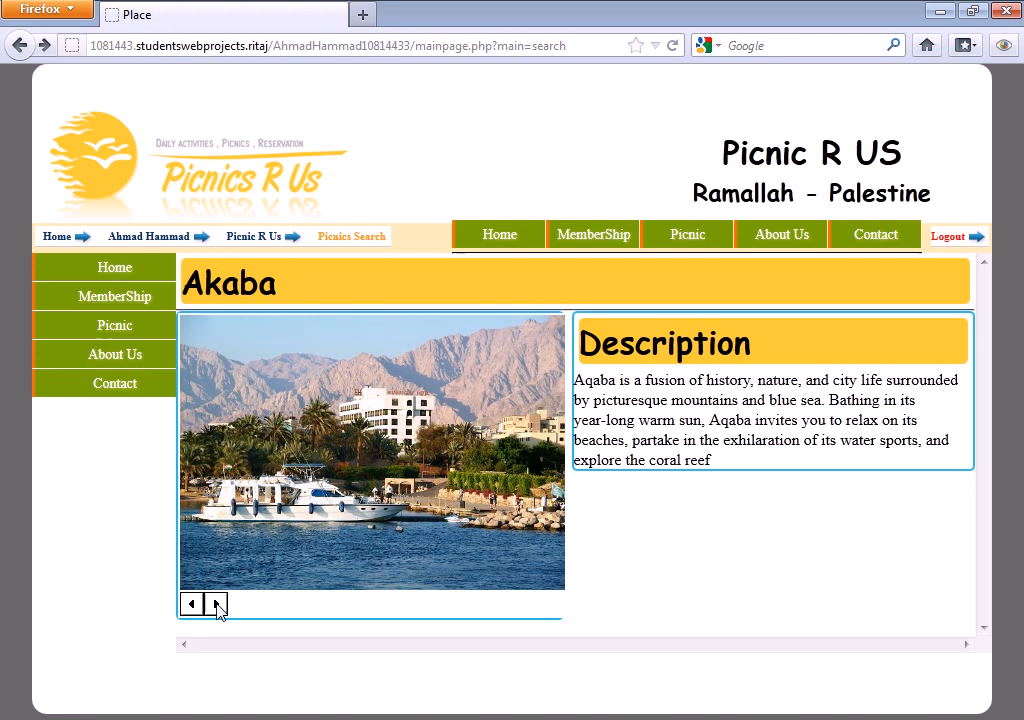 Firefox
Place
1081443.studentswebprojects.ritaj/AhmadHammad10814433/mainpage.php?main=search
Google
Daily activities , Picnics , Reservation
Picnics R Us
Picnic R US
Ramallah - Palestine
Home
Ahmad Hammad
Picnic R Us
Picnics Search
Home
MemberShip
Picnic
About Us
Contact
Logout
Home
MemberShip
Picnic
About Us
Contact
Akaba
Description
Aqaba is a fusion of history, nature, and city life surrounded
by picturesque mountains and blue sea. Bathing in its
year-long warm sun, Aqaba invites you to relax on its
beaches, partake in the exhilaration of its water sports, and
explore the coral reef